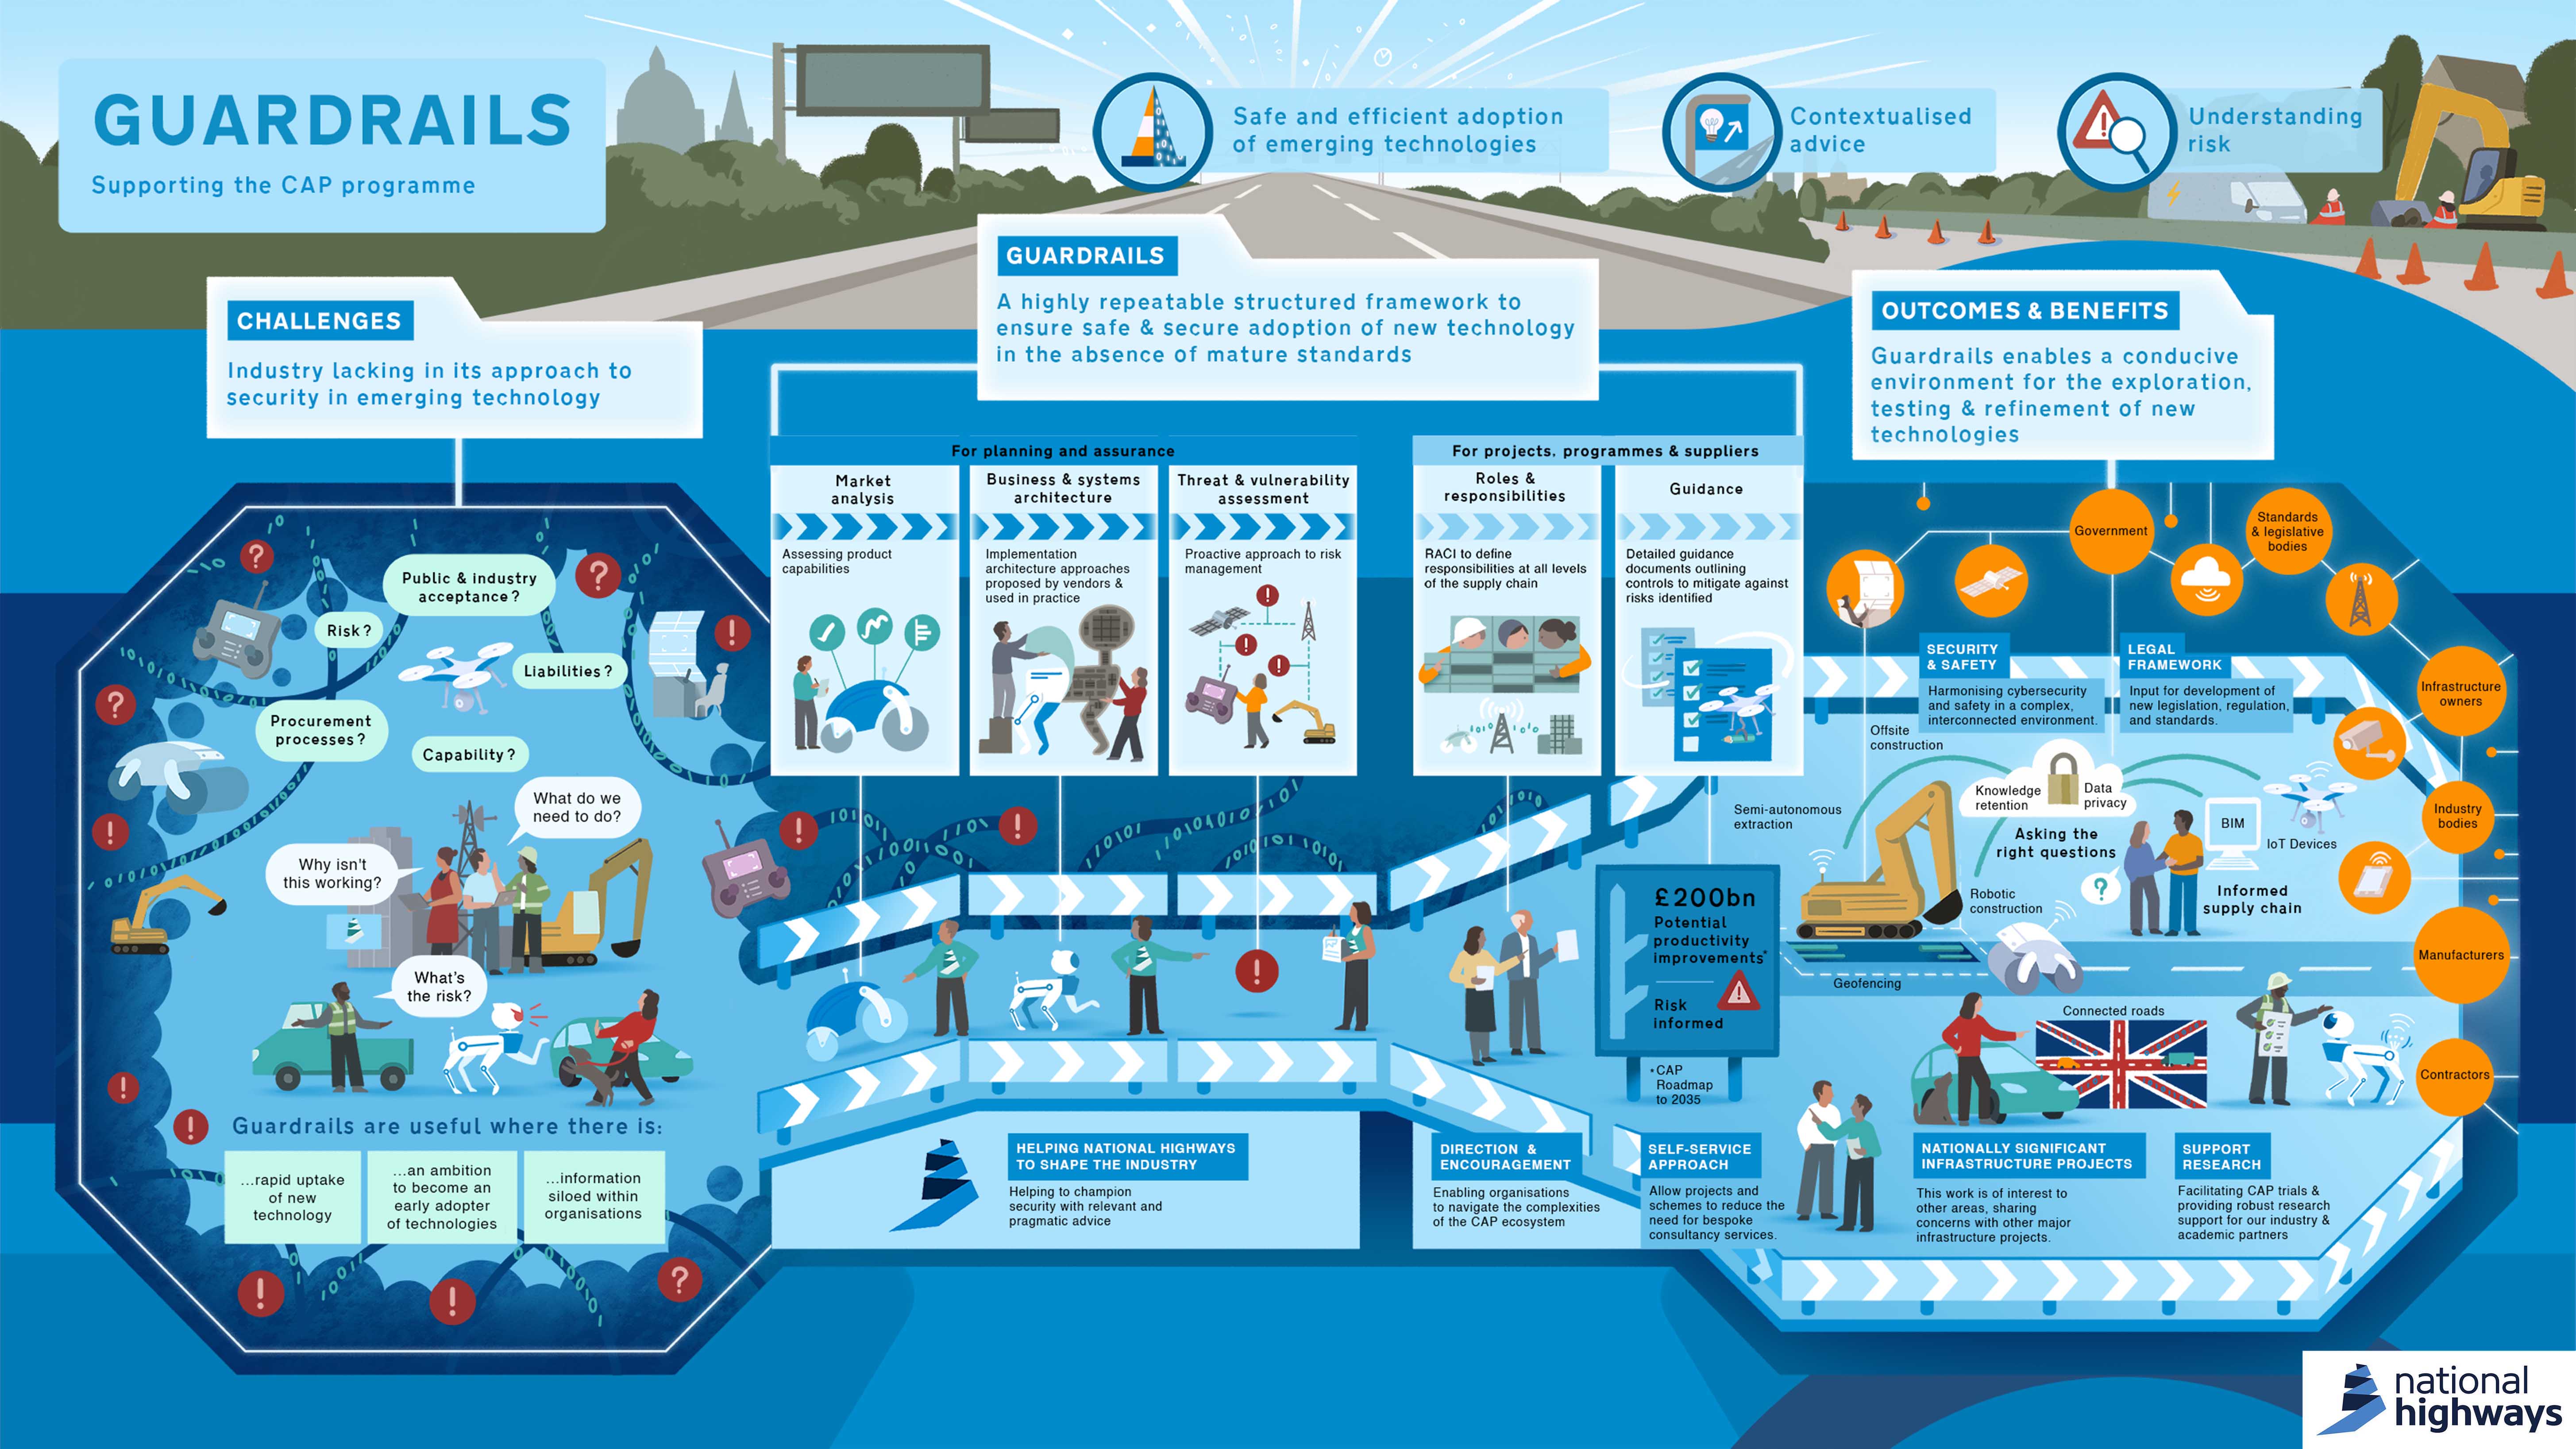 GUARDRAILS
Supporting the CAP programme
Safe and efficient adoption
of emerging technologies
Contextualised
advice
Understanding
risk
CHALLENGES
Industry lacking in its approach to
security in emerging technology
GUARDRAILS
A highly repeatable structured framework to
ensure safe & secure adoption of new technology
in the absence of mature standards
OUTCOMES & BENEFITS
Guardrails enables a conducive
environment for the exploration,
testing & refinement of new
technologies
Public & industry
acceptance?
Risk?
Liabilities?
Procurement
processes?
Capability?
What do we
need to do?
Why isn't
this working?
What's
the risk?
Guardrails are useful where there is:
...rapid uptake
of new
technology
...an ambition
to become an
early adopter
of technologies
...information
siloed within
organisations
For planning and assurance
Market
analysis
Assessing product
capabilities
Business & systems
architecture
Implementation
architecture approaches
proposed by vendors &
used in practice
Threat & vulnerability
assessment
Proactive approach to risk
management
For projects, programmes & suppliers
Roles &
responsibilities
RACI to define
responsibilities at all levels
of the supply chain
Guidance
Detailed guidance
documents outlining
controls to mitigate against
risks identified
£200bn
Potential
productivity
improvements*
Risk
informed
*CAP
Roadmap
to 2035
HELPING NATIONAL HIGHWAYS
TO SHAPE THE INDUSTRY
Helping to champion
security with relevant and
pragmatic advice
DIRECTION &
ENCOURAGEMENT
Enabling organisations
to navigate the complexities
of the CAP ecosystem
SELF-SERVICE
APPROACH
Allow projects and
schemes to reduce the
need for bespoke
consultancy services.
Government
Standards
& legislative
bodies
Infrastructure
owners
Industry
bodies
Manufacturers
Contractors
SECURITY
& SAFETY
Harmonising cybersecurity
and safety in a complex,
interconnected environment.
LEGAL
FRAMEWORK
Input for development of
new legislation, regulation,
and standards.
Offsite
construction
Semi-autonomous
extraction
Knowledge
retention
Data
privacy
Asking the
right questions
BIM
IoT Devices
Informed
supply chain
Robotic
construction
Geofencing
Connected roads
NATIONALLY SIGNIFICANT
INFRASTRUCTURE PROJECTS
This work is of interest to
other areas, sharing
concerns with other major
infrastructure projects.
SUPPORT
RESEARCH
Facilitating CAP trials &
providing robust research
support for our industry &
academic partners
national
highways